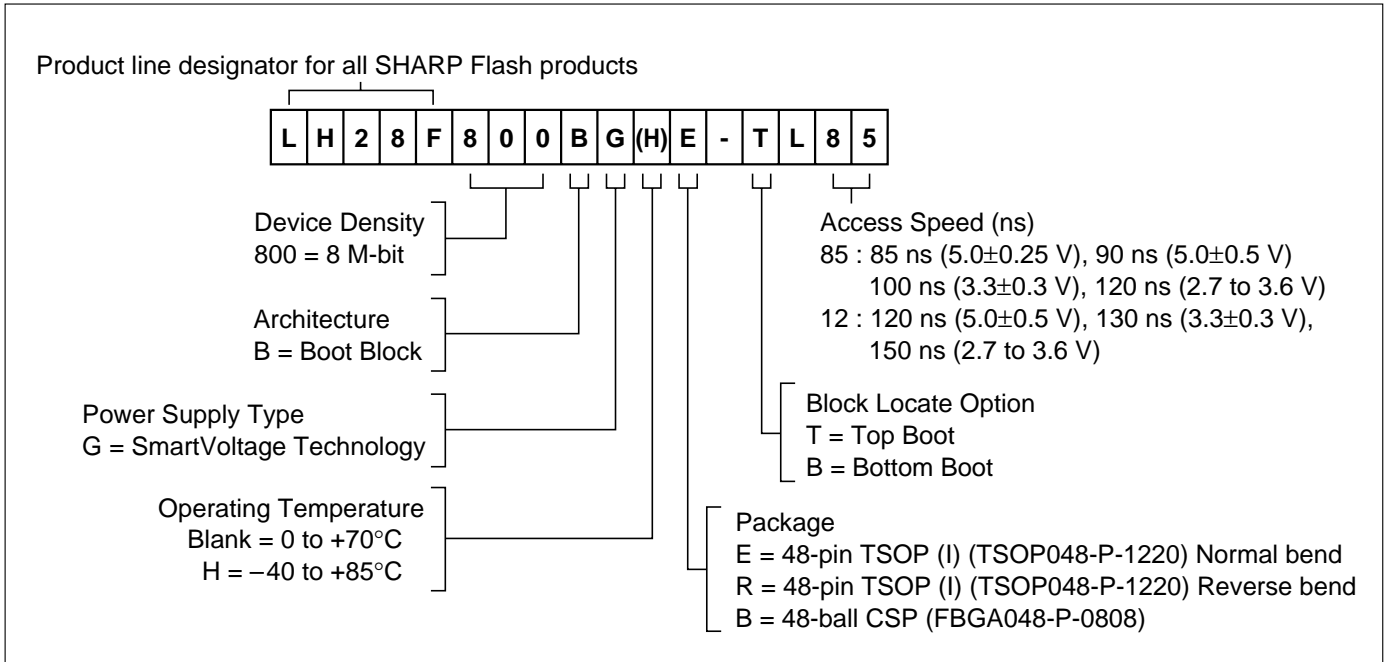 Product line designator for all SHARP Flash products
L H 2 8 F 8 0 0 B G (H) E - T L 8 5
Device Density
800 = 8 M-bit
Architecture
B = Boot Block
Power Supply Type
G = SmartVoltage Technology
Operating Temperature
Blank = 0 to +70°C
H = −40 to +85°C
Access Speed (ns)
85 : 85 ns (5.0±0.25 V), 90 ns (5.0±0.5 V)
100 ns (3.3±0.3 V), 120 ns (2.7 to 3.6 V)
12 : 120 ns (5.0±0.5 V), 130 ns (3.3±0.3 V),
150 ns (2.7 to 3.6 V)
Block Locate Option
T = Top Boot
B = Bottom Boot
Package
E = 48-pin TSOP (I) (TSOP048-P-1220) Normal bend
R = 48-pin TSOP (I) (TSOP048-P-1220) Reverse bend
B = 48-ball CSP (FBGA048-P-0808)